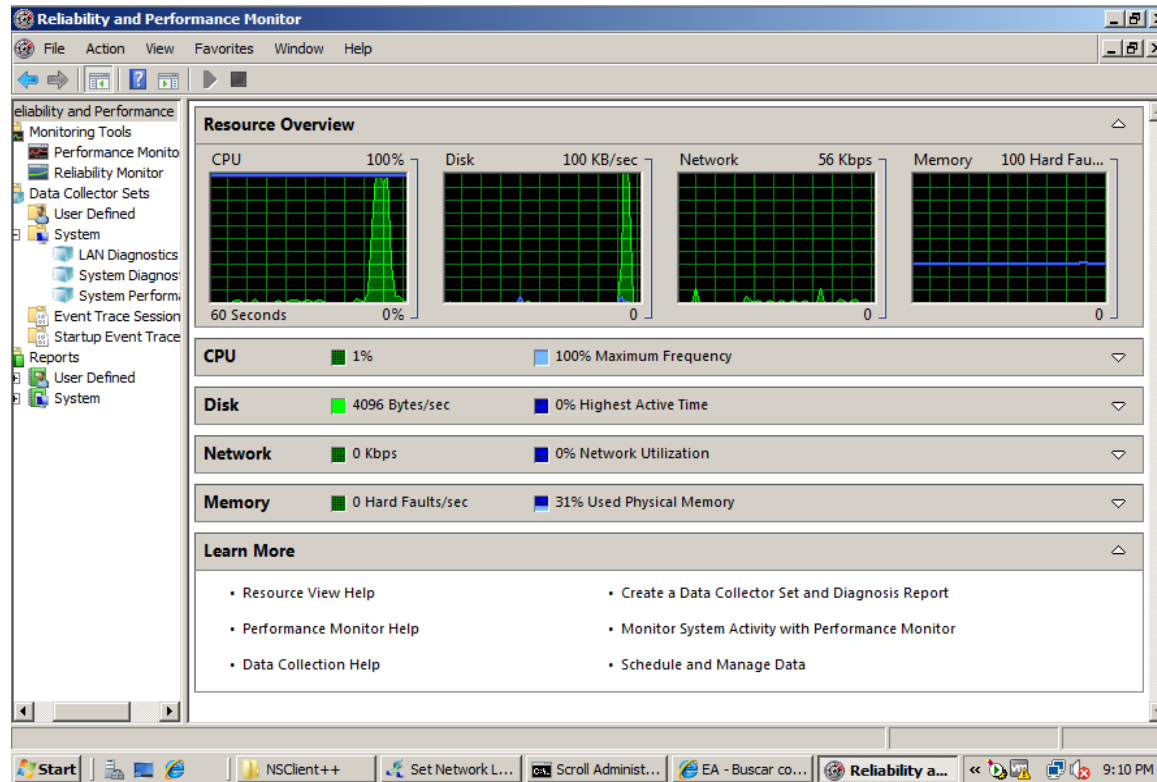 Reliability and Performance Monitor
File Action View Favorites Window Help
eliability and Performance
Monitoring Tools
Performance Monito
Reliability Monitor
Data Collector Sets
User Defined
System
LAN Diagnostics
System Diagnos
System Performa
Event Trace Session
Startup Event Trace
Reports
User Defined
System
Resource Overview
CPU 100%
60 Seconds 0%
Disk 100 KB/sec
0
Network 56 Kbps
0
Memory 100 Hard Fau...
0
CPU 1% 100% Maximum Frequency
Disk 4096 Bytes/sec 0% Highest Active Time
Network 0 Kbps 0% Network Utilization
Memory 0 Hard Faults/sec 31% Used Physical Memory
Learn More
• Resource View Help
• Performance Monitor Help
• Data Collection Help
• Create a Data Collector Set and Diagnosis Report
• Monitor System Activity with Performance Monitor
• Schedule and Manage Data
Start NSClient++ Set Network L... Scroll Administ... EA - Buscar co... Reliability a... « 9:10 PM